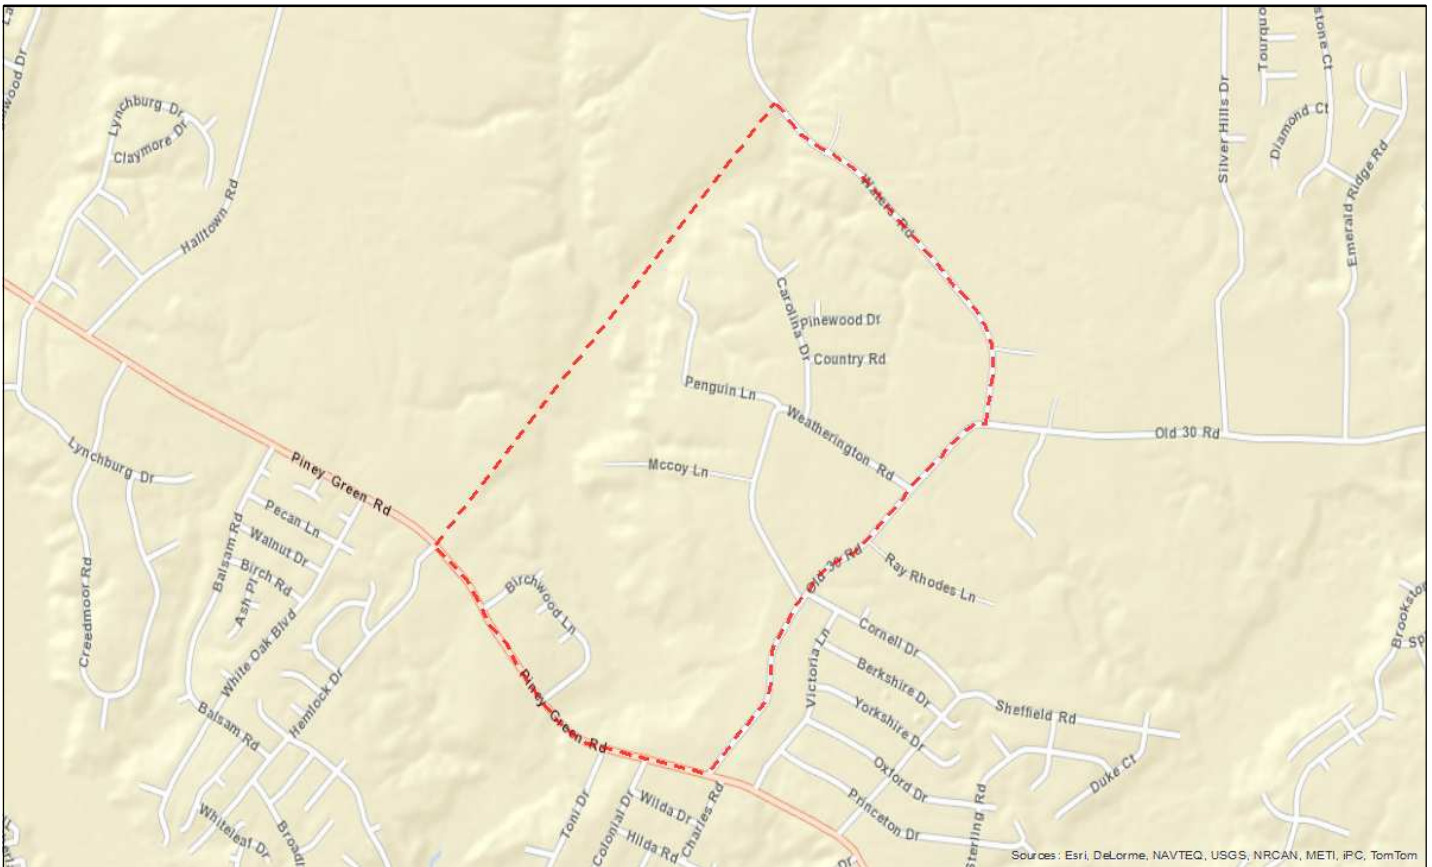 Lynchburg Dr
Claymore Dr
Halltown Rd
Silver Hills Dr
Diamond Ct
Emerald Ridge Rd
Waters Rd
Carolina Dr
Pinewood Dr
Country Rd
Penguin Ln
Weatherington Rd
Old 30 Rd
Mccoy Ln
Lynchburg Dr
Piney Green Rd
Pecan Ln
Walnut Dr
Birch Rd
Balsam Rd
Ash Pl
White Oak Blvd
Creedmoor Rd
Hemlock Dr
Balsam Rd
Whiteleaf Dr
Birchwood Ln
Piney Green Rd
Old 30 Rd
Ray Rhodes Ln
Cornell Dr
Victoria Ln
Berkshire Dr
Yorkshire Dr
Sheffield Rd
Oxford Dr
Duke Ct
Princeton Dr
Sterling Rd
Toni Dr
Colonial Dr
Wilda Dr
Hilda Rd
Charles Rd
Sources: Esri, DeLorme, NAVTEQ, USGS, NRCAN, METI, iPC, TomTom